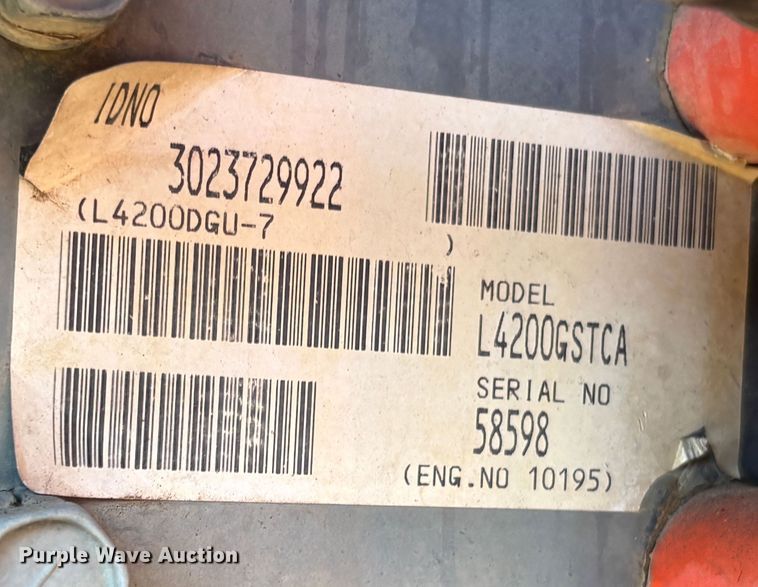 IDNO
3023729922
(L4200DGU-7 )
MODEL
L4200GSTCA
SERIAL NO
58598
(ENG.NO 10195)
Purple Wave Auction